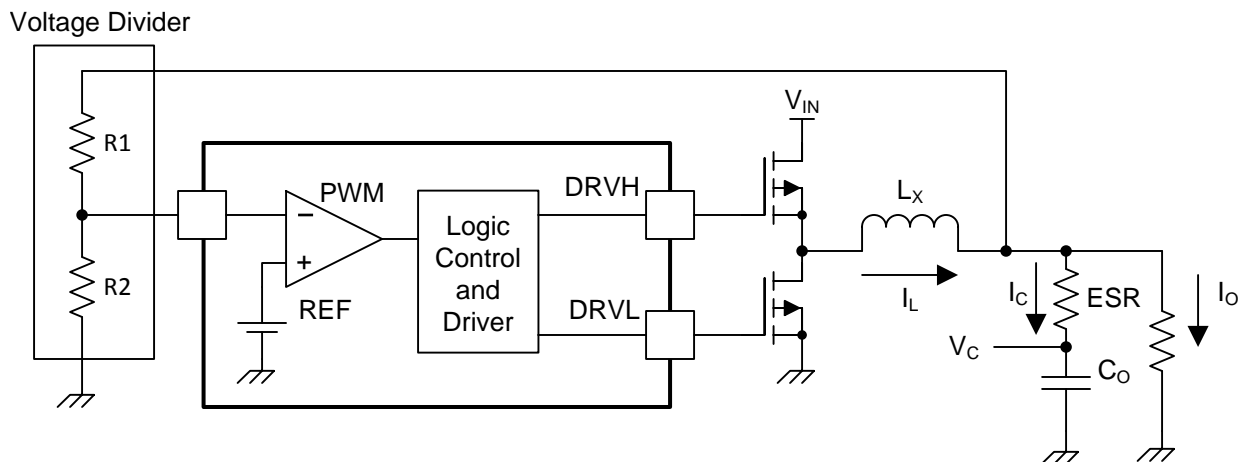 Voltage Divider
R1
R2
PWM
−
+
REF
Logic
Control
and
Driver
DRVH
DRVL
V_IN
L_X
I_L
I_C
ESR
V_C
C_O
I_O